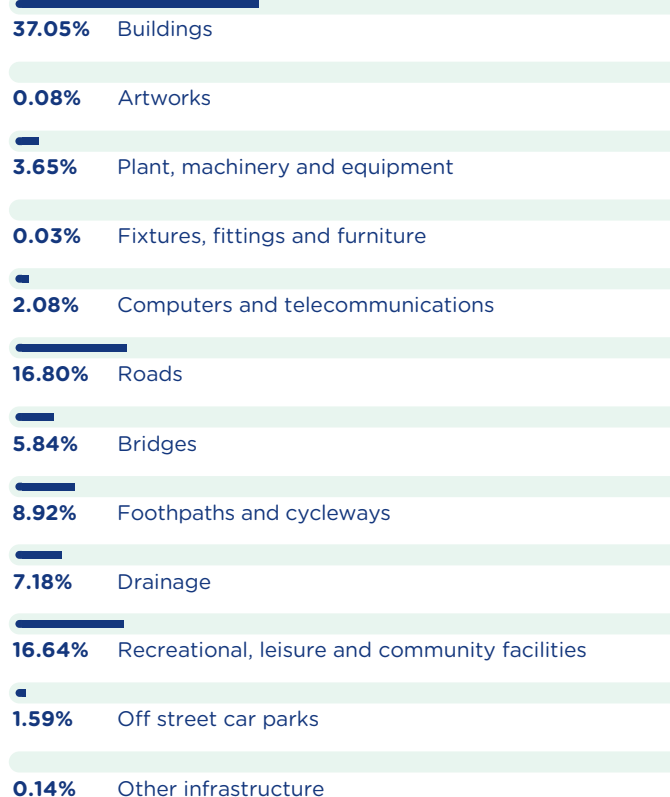 37.05% Buildings
0.08% Artworks
3.65% Plant, machinery and equipment
0.03% Fixtures, fittings and furniture
2.08% Computers and telecommunications
16.80% Roads
5.84% Bridges
8.92% Foothpaths and cycleways
7.18% Drainage
16.64% Recreational, leisure and community facilities
1.59% Off street car parks
0.14% Other infrastructure